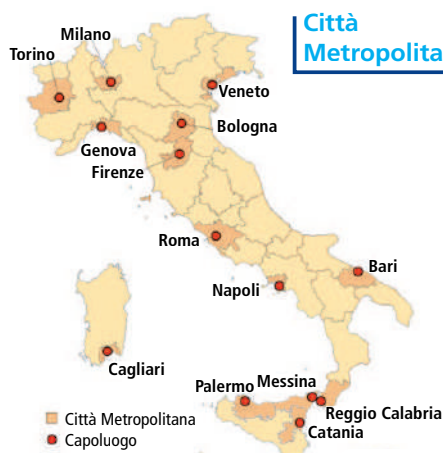 Città
Metropolita
Milano
Torino
Veneto
Bologna
Genova
Firenze
Roma
Bari
Napoli
Cagliari
Palermo
Messina
Reggio Calabria
Catania
Città Metropolitana
Capoluogo